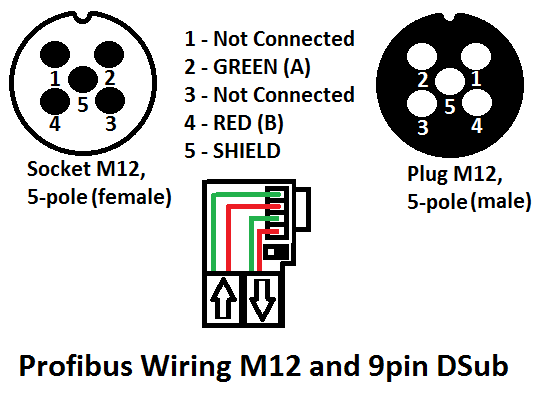 1 2
5
4 3
Socket M12,
5-pole (female)
1 - Not Connected
2 - GREEN (A)
3 - Not Connected
4 - RED (B)
5 - SHIELD
2 1
5
3 4
Plug M12,
5-pole (male)
Profibus Wiring M12 and 9pin DSub